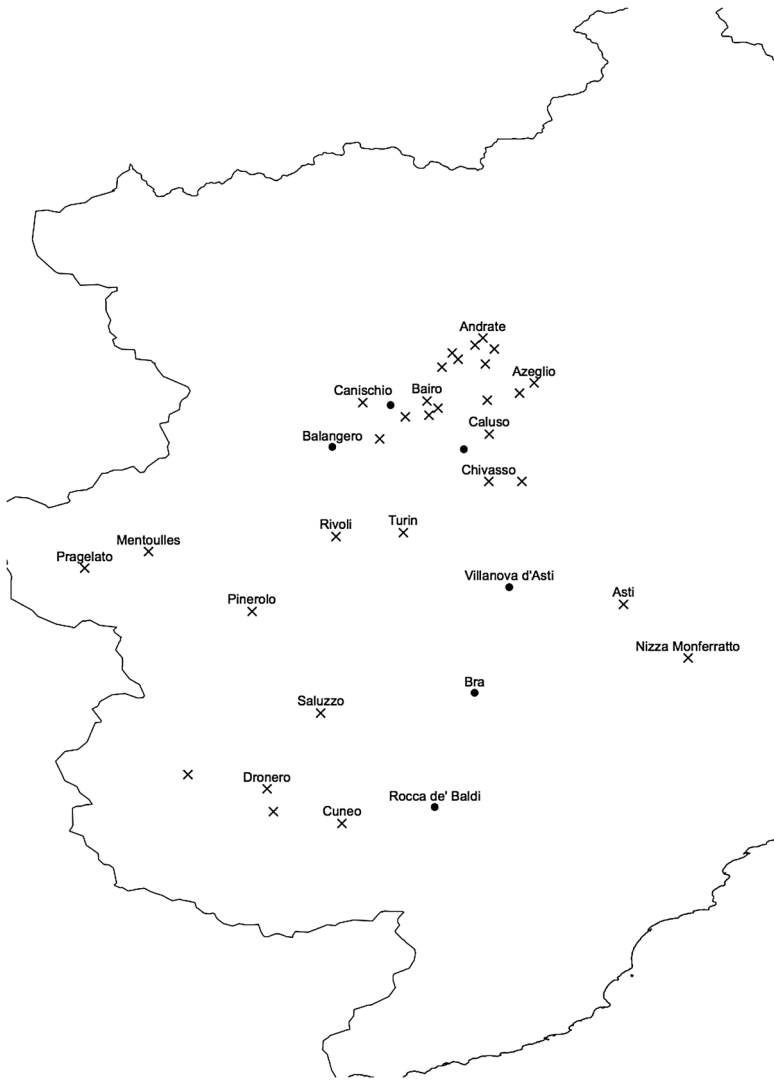 Andrate
Azeglio
Canischio
Bairo
Caluso
Balangero
Chivasso
Rivoli
Turin
Mentoulles
Pragelato
Villanova d'Asti
Pinerolo
Asti
Nizza Monferratto
Bra
Saluzzo
Dronero
Rocca de' Baldi
Cuneo